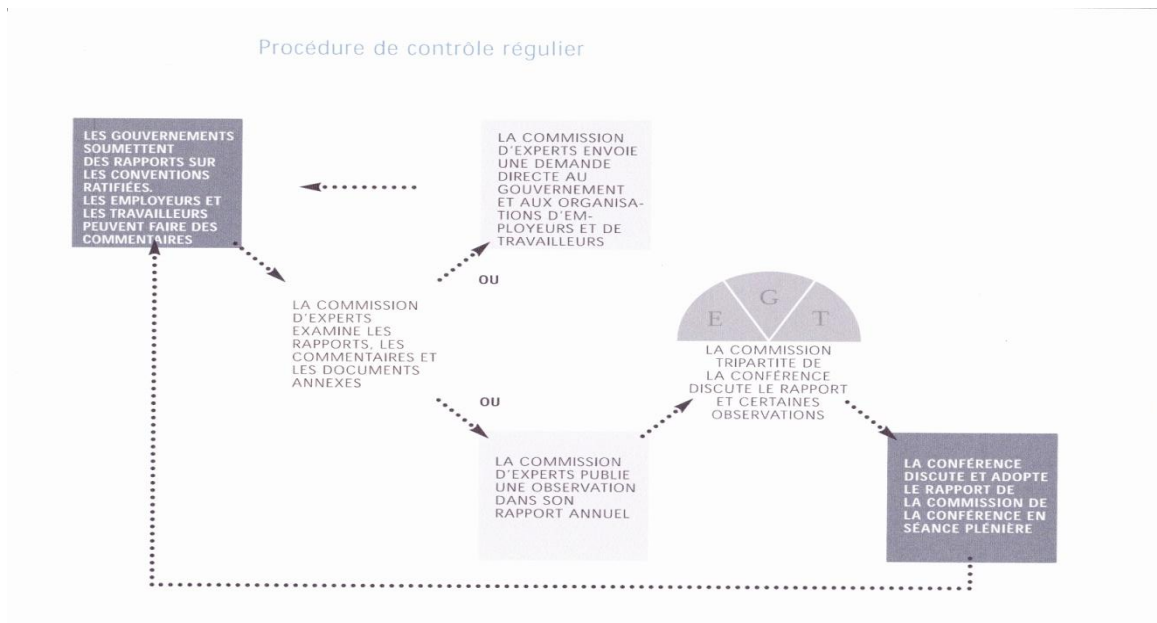 Procédure de contrôle régulier
LES GOUVERNEMENTS
SOUMETTENT
DES RAPPORTS SUR
LES CONVENTIONS
RATIFIÉES.
LES EMPLOYEURS ET
LES TRAVAILLEURS
PEUVENT FAIRE DES
COMMENTAIRES
LA COMMISSION
D'EXPERTS ENVOIE
UNE DEMANDE
DIRECTE AU
GOUVERNEMENT
ET AUX ORGANISA-
TIONS D'EM-
PLOYEURS ET DE
TRAVAILLEURS
OU
LA COMMISSION
D'EXPERTS
EXAMINE LES
RAPPORTS, LES
COMMENTAIRES ET
LES DOCUMENTS
ANNEXES
OU
E G T
LA COMMISSION
TRIPARTITE DE
LA CONFÉRENCE
DISCUTE LE RAPPORT
ET CERTAINES
OBSERVATIONS
LA COMMISSION
D'EXPERTS PUBLIE
UNE OBSERVATION
DANS SON
RAPPORT ANNUEL
LA CONFÉRENCE
DISCUTE ET ADOPTE
LE RAPPORT DE
LA COMMISSION DE
LA CONFÉRENCE EN
SÉANCE PLÉNIÈRE